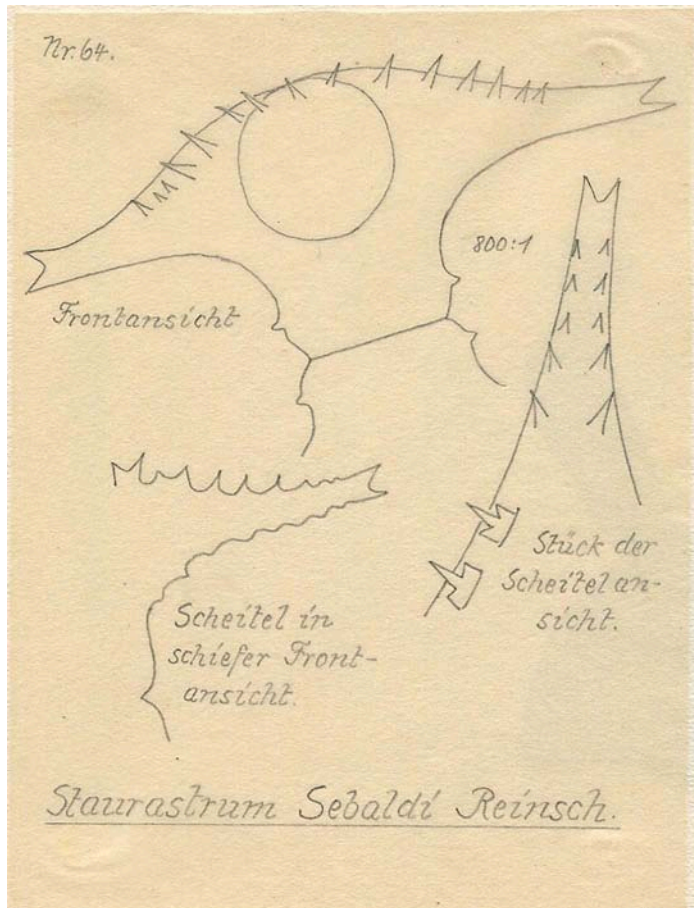 Nr. 64.
800:1
Frontansicht
Stück der
Scheitelan-
sicht.
Scheitel in
schiefer Front-
ansicht.
Staurastrum Sebaldi Reinsch.